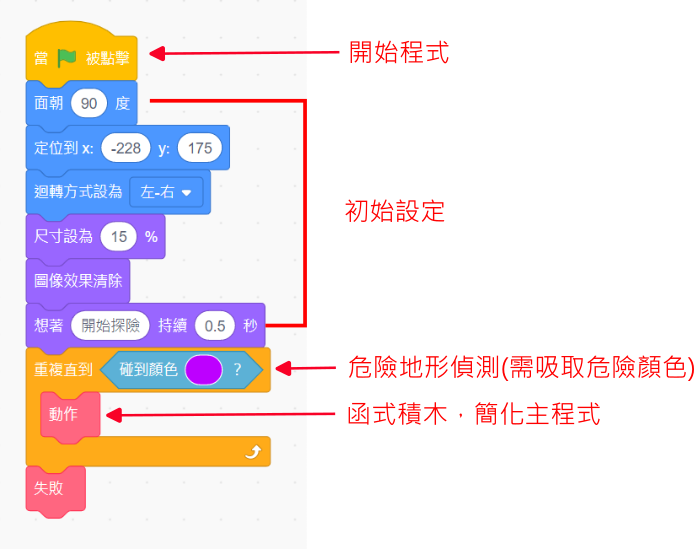 當 被點擊
開始程式
面朝 90 度
定位到 x: -228 y: 175
迴轉方式設為 左-右
初始設定
尺寸設為 15 %
圖像效果清除
想著 開始探險 持續 0.5 秒
重複直到 碰到顏色 ?
危險地形偵測(需吸取危險顏色)
動作
函式積木，簡化主程式
失敗